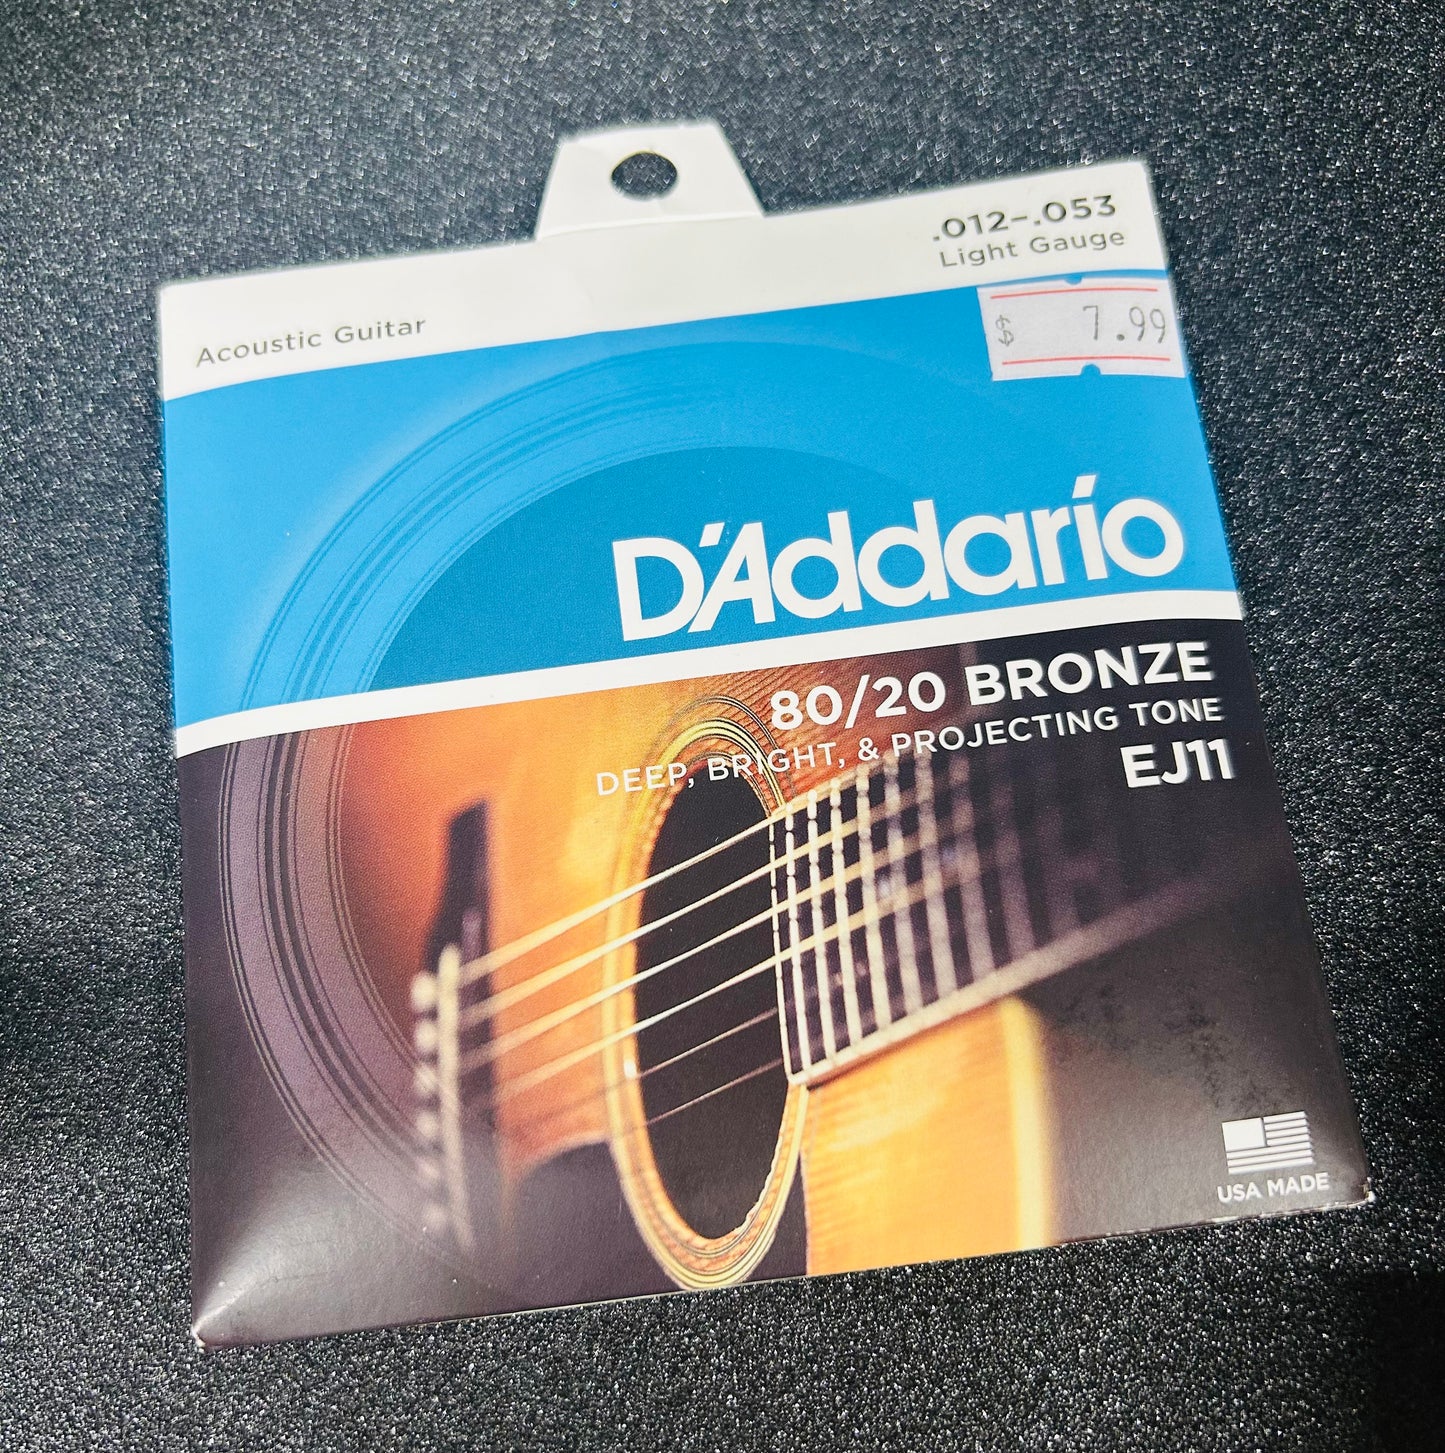 .012–.053
Light Gauge
Acoustic Guitar
$ 7.99
D'Addario
80/20 BRONZE
DEEP, BRIGHT, & PROJECTING TONE
EJ11
USA MADE